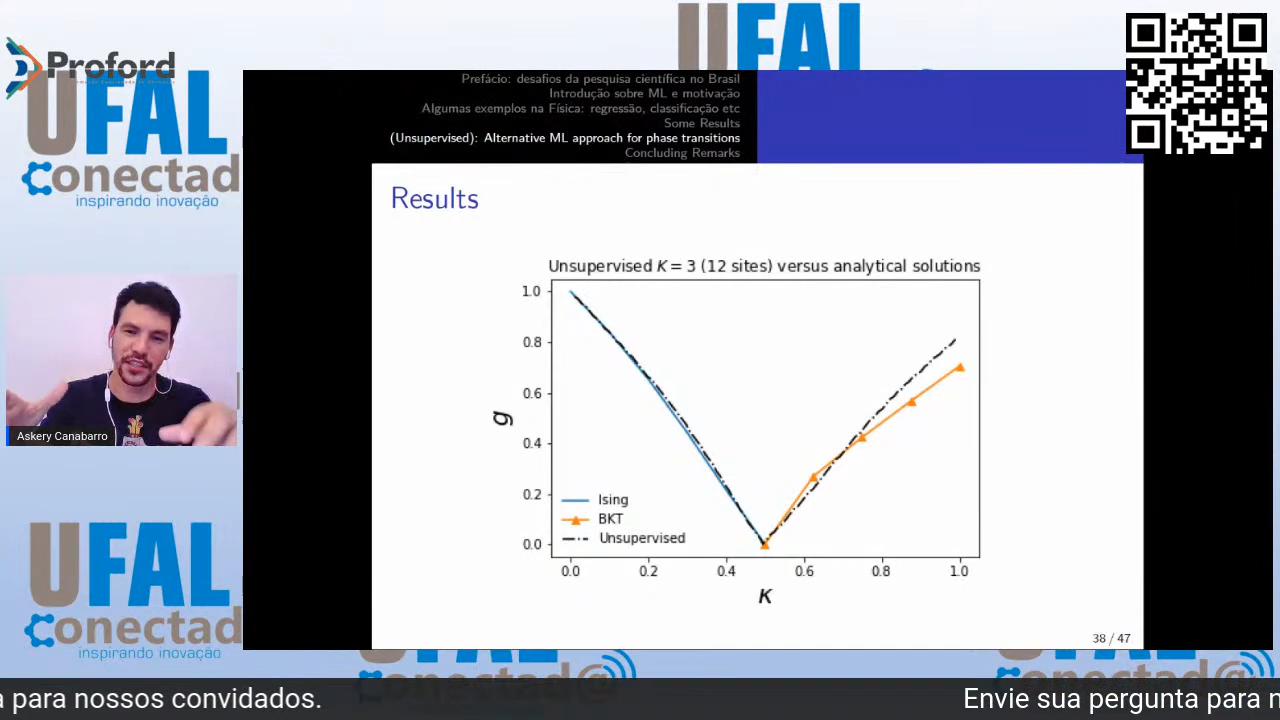 Proford
UFAL
conectad
inspirando inovação
UFAL
Prefácio: desafios da pesquisa científica no Brasil
Introdução sobre ML e motivação
Algumas exemplos na Física: regressão, classificação etc
Some Results
(Unsupervised): Alternative ML approach for phase transitions
Concluding Remarks
Results
Unsupervised K = 3 (12 sites) versus analytical solutions
1.0
0.8
0.6
0.4
0.2
0.0
g
Ising
BKT
Unsupervised
0.0 0.2 0.4 0.6 0.8 1.0
K
38 / 47
Askery Canabarro
UFAL
conectad
inspirando inovação
conectad@
conectad@
a para nossos convidados.
Envie sua pergunta para n